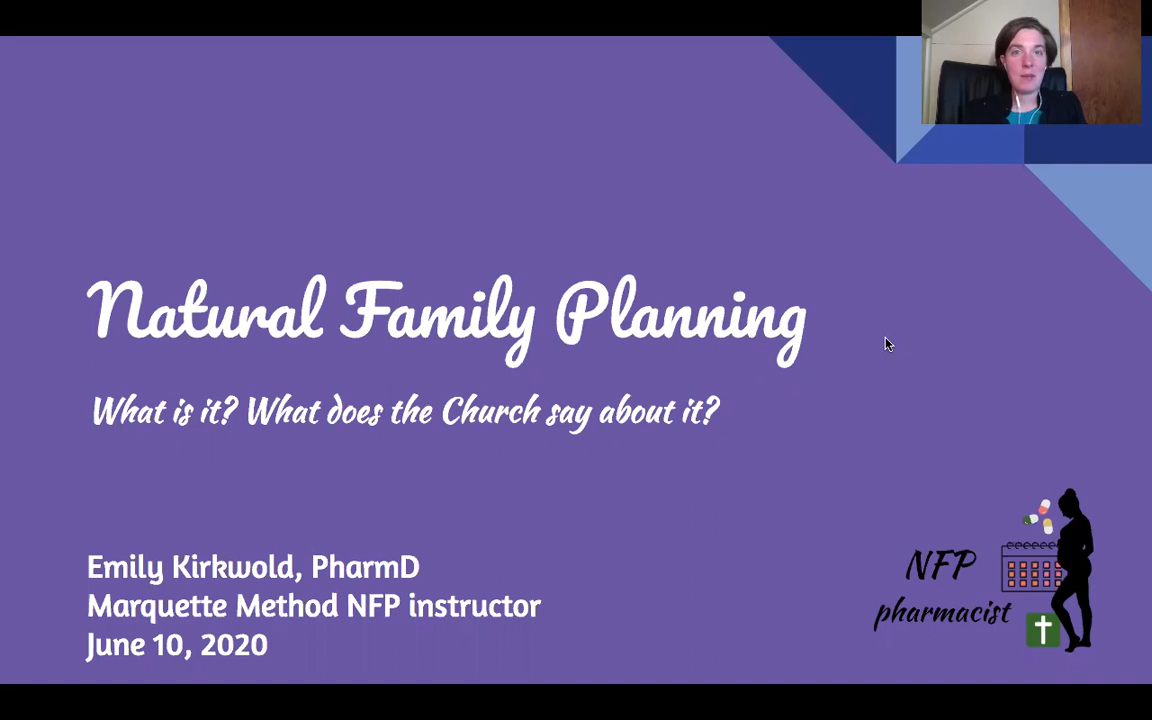 Natural Family Planning
What is it? What does the Church say about it?
Emily Kirkwold, PharmD
Marquette Method NFP instructor
June 10, 2020
NFP
pharmacist